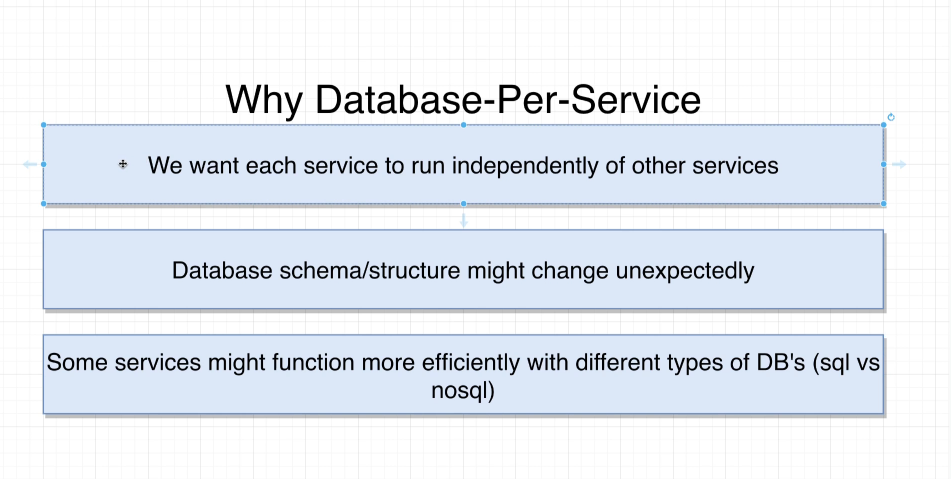 Why Database-Per-Service
We want each service to run independently of other services
Database schema/structure might change unexpectedly
Some services might function more efficiently with different types of DB's (sql vs
nosql)